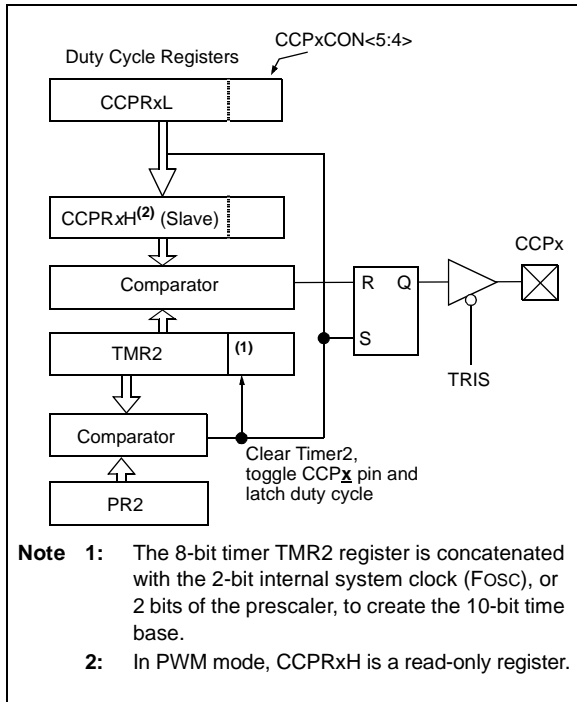 CCPxCON<5:4>
Duty Cycle Registers
CCPRxL
CCPRxH(2) (Slave)
CCPx
Comparator
R Q
S
TMR2
(1)
TRIS
Comparator
Clear Timer2,
toggle CCPx pin and
latch duty cycle
PR2
Note 1: The 8-bit timer TMR2 register is concatenated
with the 2-bit internal system clock (FOSC), or
2 bits of the prescaler, to create the 10-bit time
base.
2: In PWM mode, CCPRxH is a read-only register.